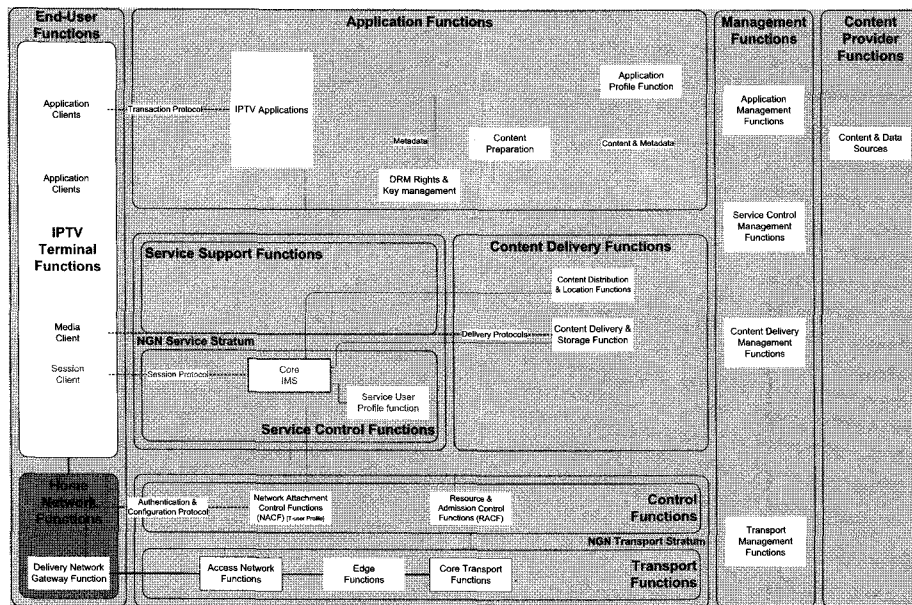 End-User
Functions
Application Functions
Management
Functions
Content
Provider
Functions
Application
Clients
Transaction Protocol
IPTV Applications
Application
Profile Function
Application
Management
Functions
Metadata
Content
Preparation
Content & Metadata
Content & Data
Sources
Application
Clients
DRM Rights &
Key management
IPTV
Terminal
Functions
Service Control
Management
Functions
Service Support Functions
Content Delivery Functions
Content Distribution
& Location Functions
Media
Client
Delivery Protocols
Content Delivery &
Storage Function
Content Delivery
Management
Functions
NGN Service Stratum
Session
Client
Session Protocol
Core
IMS
Service User
Profile function
Service Control Functions
Home
Network
Functions
Authentication &
Configuration Protocol
Network Attachment
Control Functions
(NACF) [T-user Profile]
Resource &
Admission Control
Functions (RACF)
Control
Functions
NGN Transport Stratum
Transport
Management
Functions
Delivery Network
Gateway Function
Access Network
Functions
Edge
Functions
Core Transport
Functions
Transport
Functions